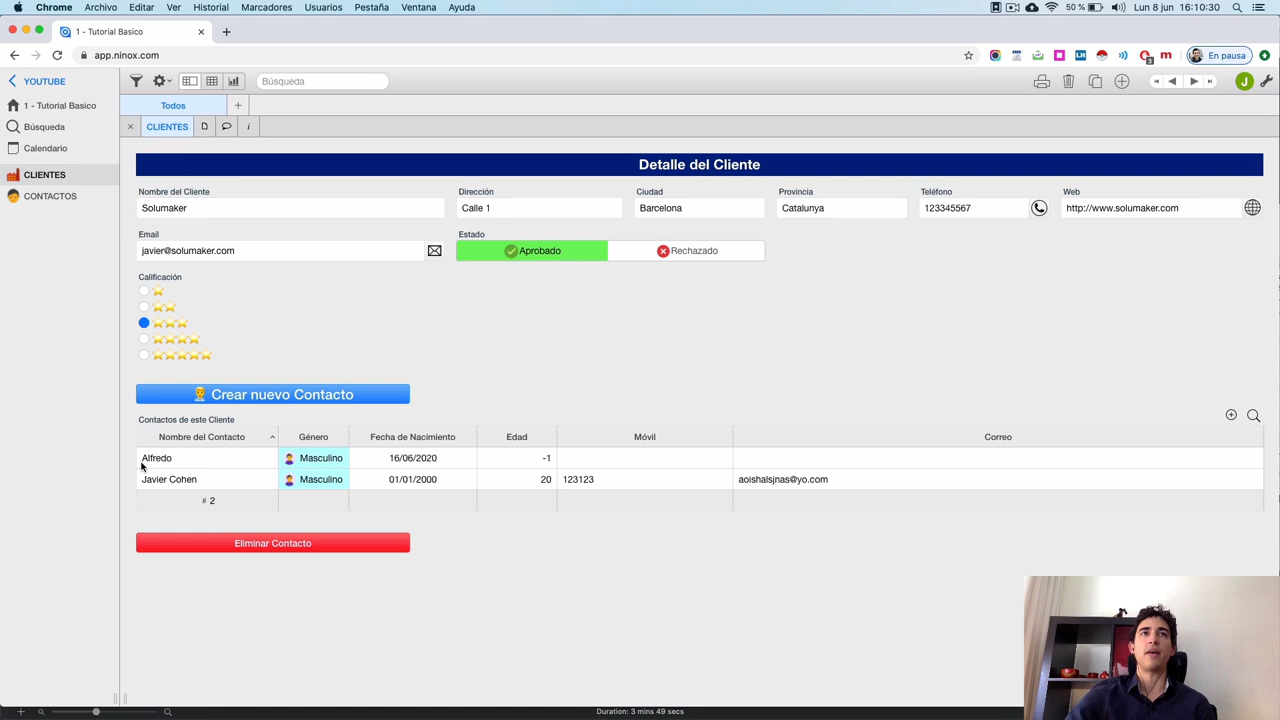 Chrome Archivo Editar Ver Historial Marcadores Usuarios Pestaña Ventana Ayuda 50 % Lun 8 jun 16:10:30
1 - Tutorial Basico
app.ninox.com
3
En pausa
YOUTUBE
Búsqueda
J
1 - Tutorial Basico
Todos
Búsqueda
CLIENTES
i
Calendario
CLIENTES
CONTACTOS
Detalle del Cliente
Nombre del Cliente Dirección Ciudad Provincia Teléfono Web
Solumaker Calle 1 Barcelona Catalunya 123345567 http://www.solumaker.com
Email Estado
javier@solumaker.com Aprobado Rechazado
Calificación
Crear nuevo Contacto
Contactos de este Cliente
Nombre del Contacto Género Fecha de Nacimiento Edad Móvil Correo
Alfredo Masculino 16/06/2020 -1
Javier Cohen Masculino 01/01/2000 20 123123 aoishalsjnas@yo.com
# 2
Eliminar Contacto
Duration: 3 mins 49 secs